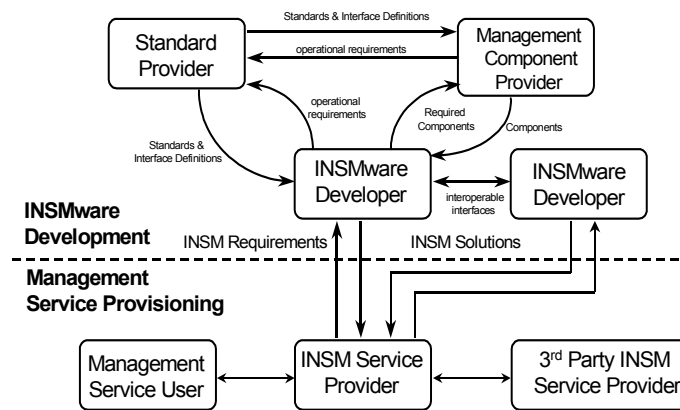 Standards & Interface Definitions
Standard
Provider
operational requirements
Management
Component
Provider
operational
requirements
Required
Components
Components
Standards &
Interface Definitions
INSMware
Developer
interoperable
interfaces
INSMware
Developer
INSMware
Development
INSM Requirements
INSM Solutions
Management
Service Provisioning
Management
Service User
INSM Service
Provider
3rd Party INSM
Service Provider